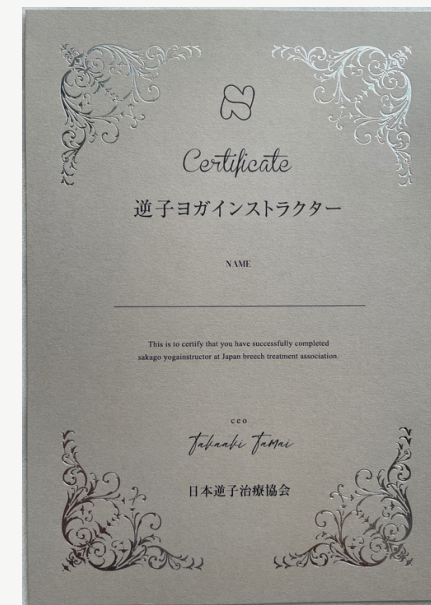 Certificate
逆子ヨガインストラクター
NAME
This is to certify that you have successfully completed
sakago yogainstructor at Japan breech treatment association.
ceo
Takaaki Tamai
日本逆子治療協会